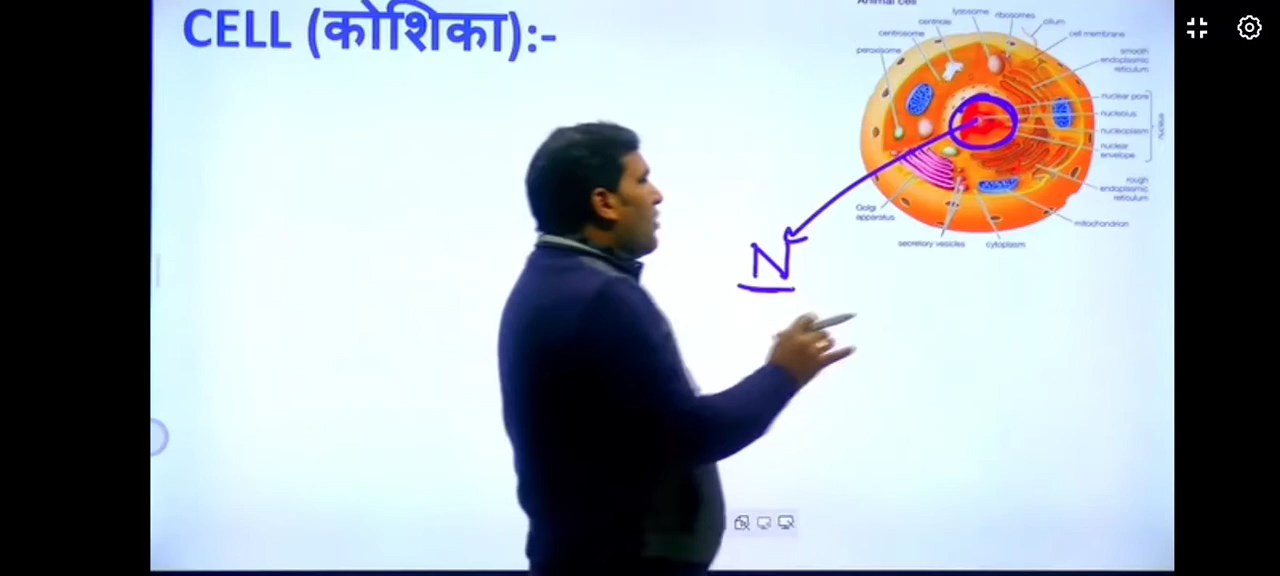 CELL (कोशिका):-
Animal cell
lysosome
ribosomes
centriole
cilium
centrosome
cell membrane
peroxisome
smooth
endoplasmic
reticulum
nuclear pore
nucleolus
nucleus
nucleoplasm
nuclear
envelope
rough
endoplasmic
reticulum
Golgi
apparatus
mitochondrion
secretory vesicles
cytoplasm
N